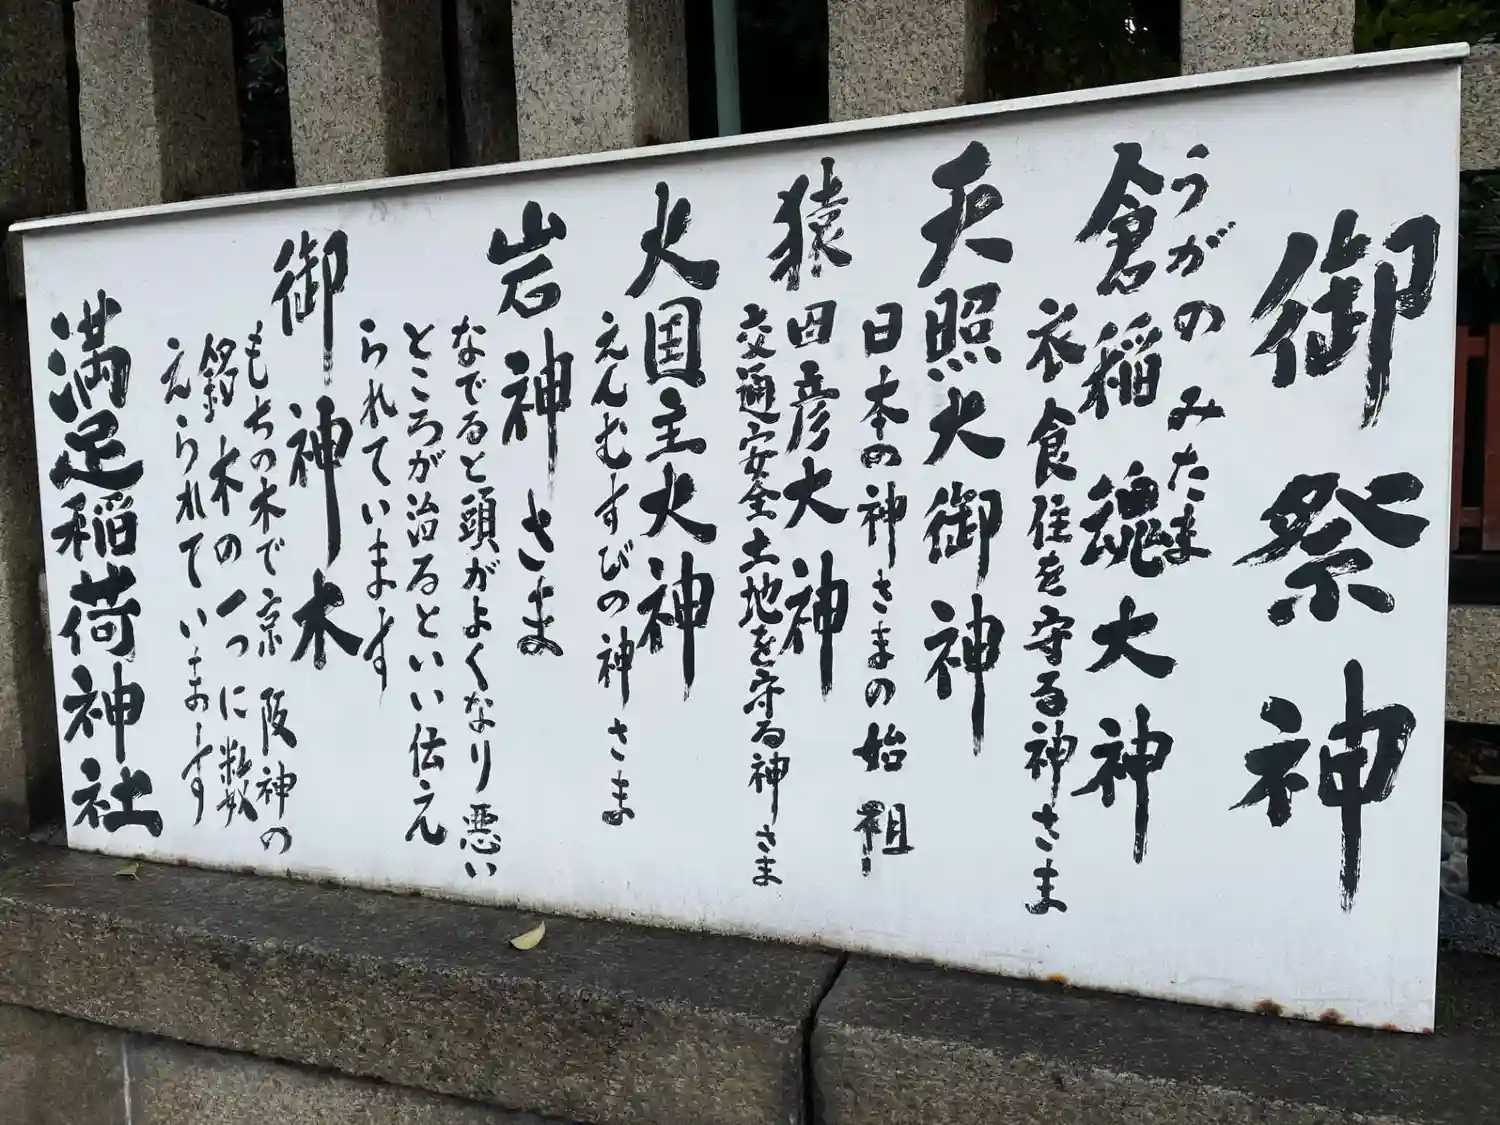 御祭神
うがの みたま
倉稲魂大神
衣食住を守る神さま
天照大御神
日本の神さまの始祖
猿田彦大神
交通安全土地を守る神さま
大国主大神
えんむすびの神さま
岩神さま
なでると頭がよくなり悪い
ところが治るといい伝え
られています
御神木
もちの木で京阪神の
銘木の一つに数
えられています
満足稲荷神社